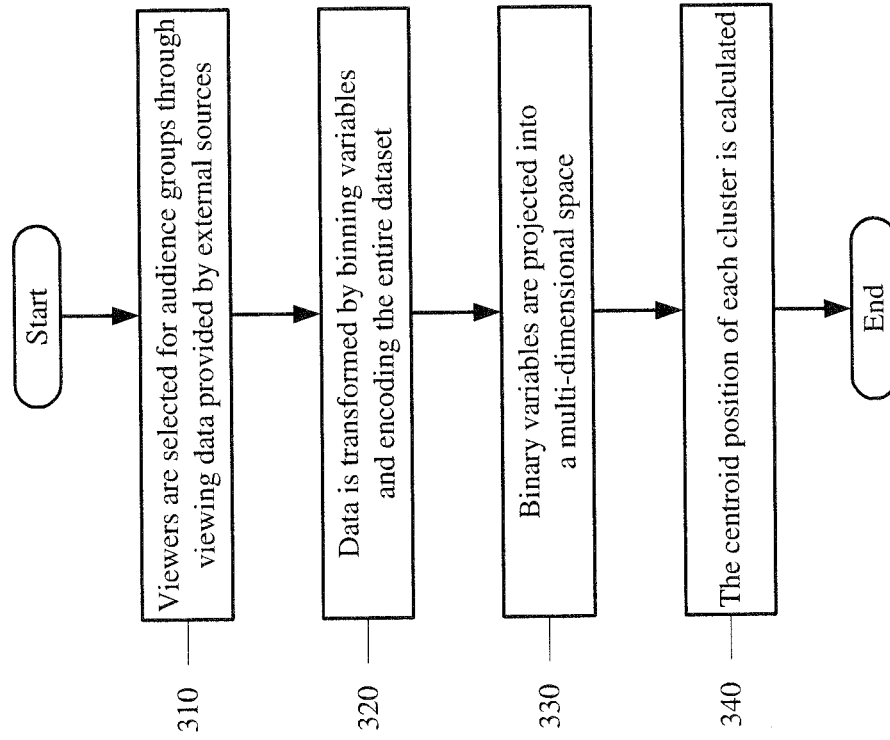 Start
310
Viewers are selected for audience groups through
viewing data provided by external sources
320
Data is transformed by binning variables
and encoding the entire dataset
330
Binary variables are projected into
a multi-dimensional space
340
The centroid position of each cluster is calculated
End